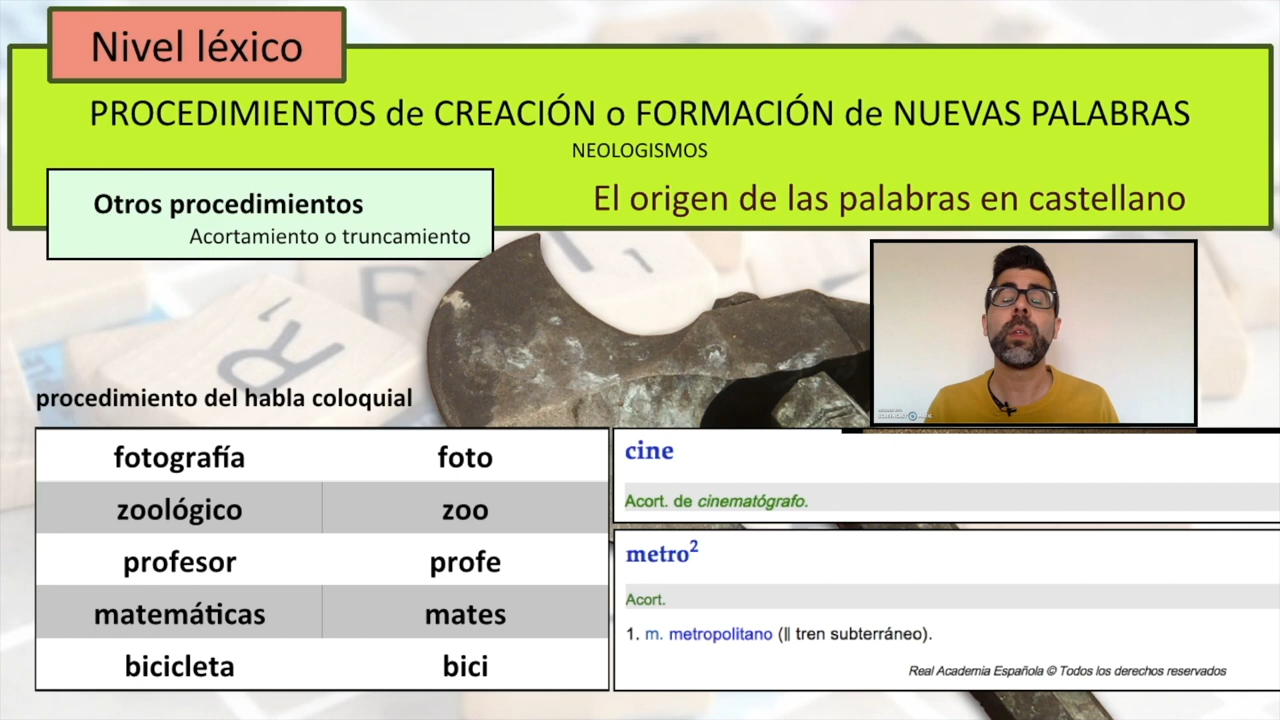 Nivel léxico
PROCEDIMIENTOS de CREACIÓN o FORMACIÓN de NUEVAS PALABRAS
NEOLOGISMOS
Otros procedimientos
Acortamiento o truncamiento
El origen de las palabras en castellano
procedimiento del habla coloquial
fotografía foto
zoológico zoo
profesor profe
matemáticas mates
bicicleta bici
cine
Acort. de cinematógrafo.
metro2
Acort.
1. m. metropolitano (|| tren subterráneo).
Real Academia Española © Todos los derechos reservados